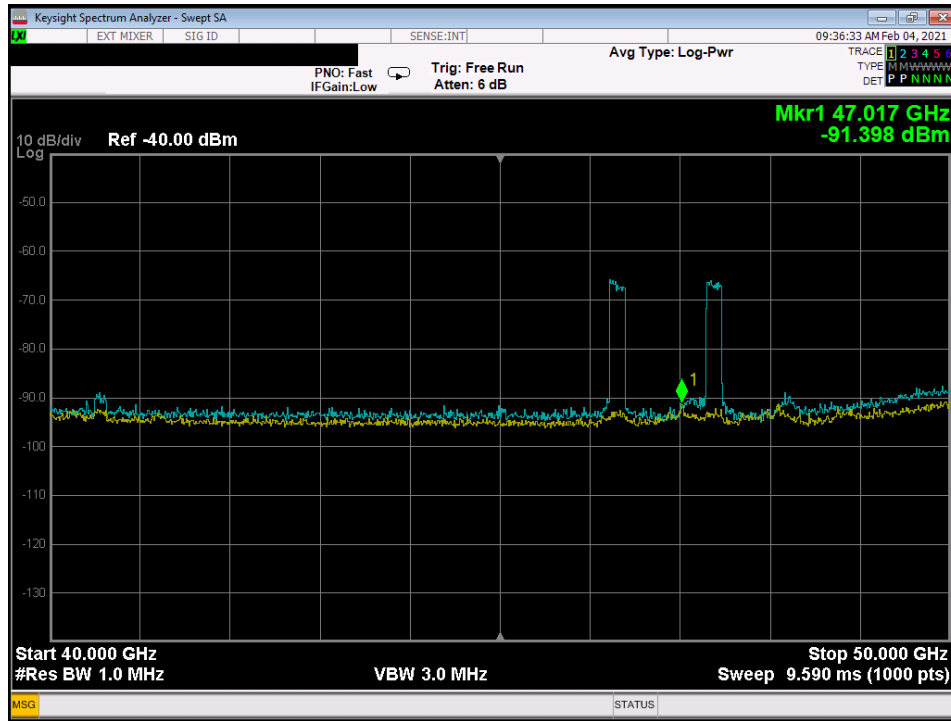 Keysight Spectrum Analyzer - Swept SA
LXI EXT MIXER SIG ID SENSE:INT 09:36:33 AM Feb 04, 2021
Avg Type: Log-Pwr TRACE 1 2 3 4 5 6
PNO: Fast Trig: Free Run TYPE M M W W W W
IFGain:Low Atten: 6 dB DET P P N N N N
Mkr1 47.017 GHz
10 dB/div Ref -40.00 dBm -91.398 dBm
Log
-50.0
-60.0
-70.0
-80.0
1
-90.0
-100
-110
-120
-130
Start 40.000 GHz Stop 50.000 GHz
#Res BW 1.0 MHz VBW 3.0 MHz Sweep 9.590 ms (1000 pts)
MSG STATUS